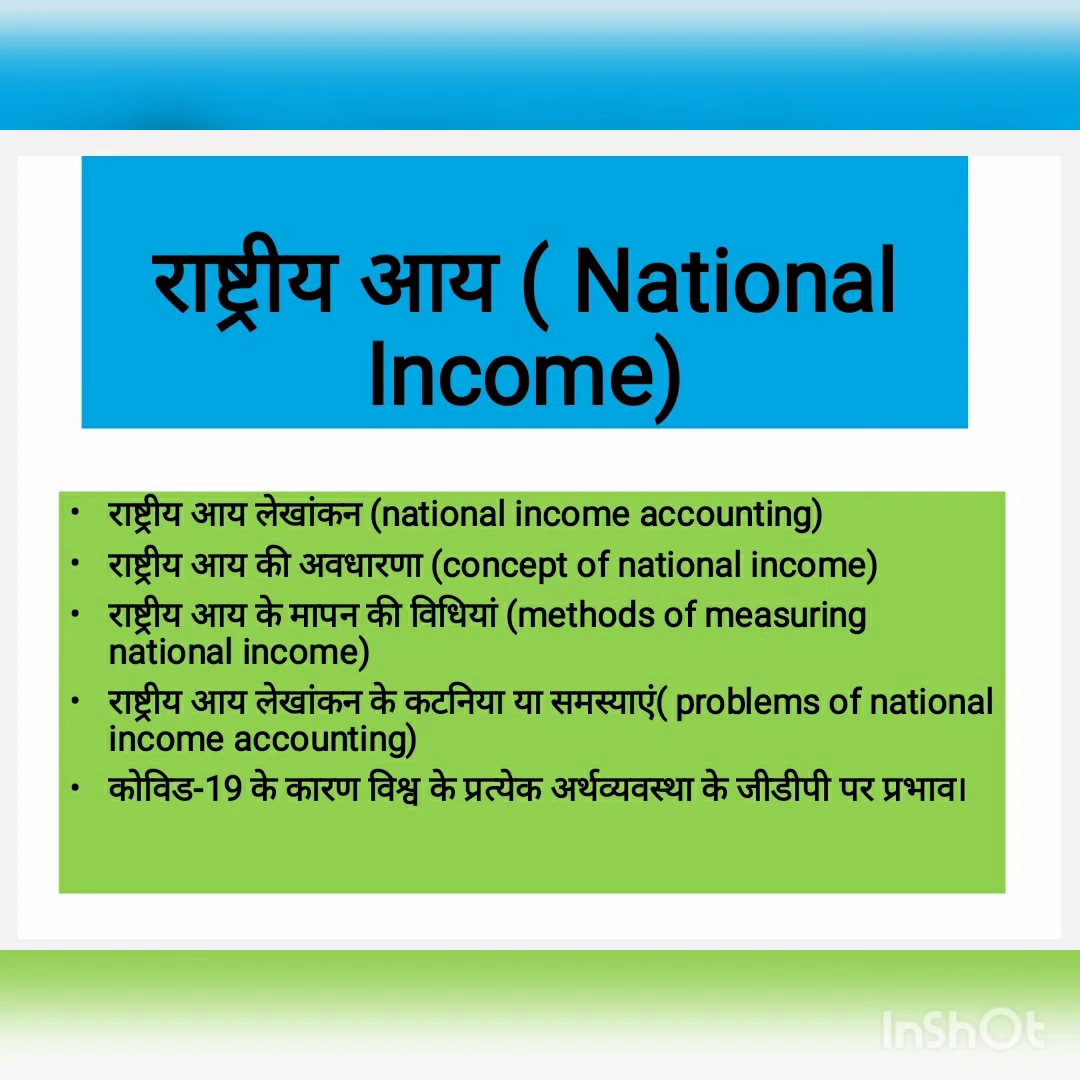 राष्ट्रीय आय ( National
Income)
• राष्ट्रीय आय लेखांकन (national income accounting)
• राष्ट्रीय आय की अवधारणा (concept of national income)
• राष्ट्रीय आय के मापन की विधियां (methods of measuring
national income)
• राष्ट्रीय आय लेखांकन के कटनिया या समस्याएं( problems of national
income accounting)
• कोविड-19 के कारण विश्व के प्रत्येक अर्थव्यवस्था के जीडीपी पर प्रभाव।
InShOt